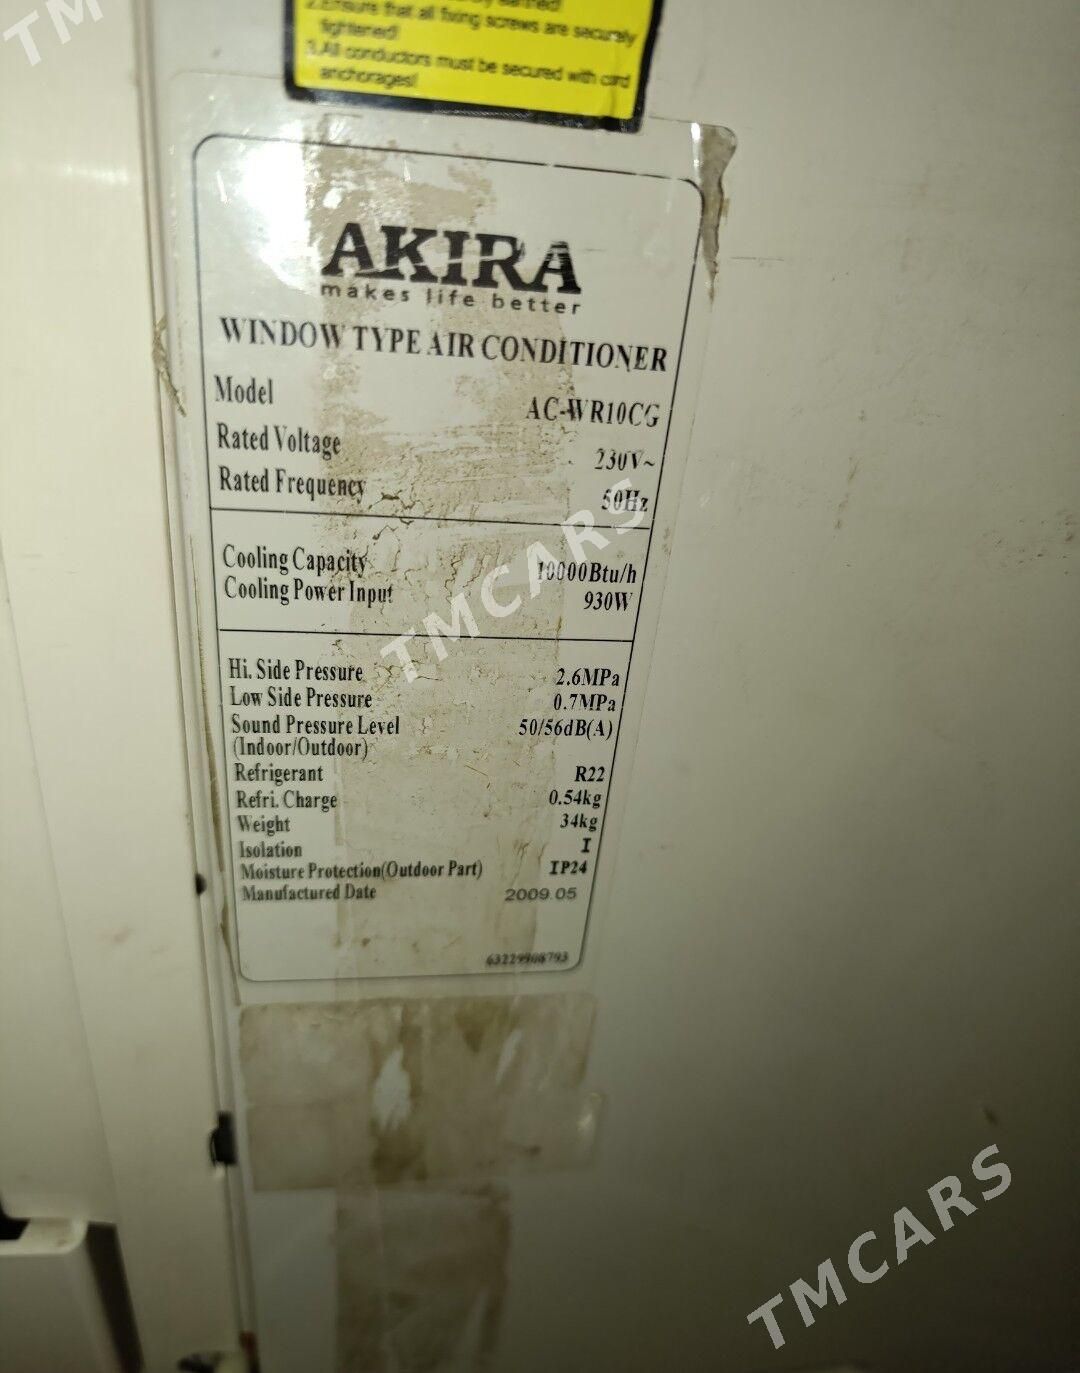 2.Ensure that all fixing screws are securely
tightened!
3.All conductors must be secured with cord
anchorages!
AKIRA
makes life better
WINDOW TYPE AIR CONDITIONER
Model AC-WR10CG
Rated Voltage 230V~
Rated Frequency 50Hz
Cooling Capacity 10000Btu/h
Cooling Power Input 930W
Hi. Side Pressure 2.6MPa
Low Side Pressure 0.7MPa
Sound Pressure Level 50/56dB(A)
(Indoor/Outdoor)
Refrigerant R22
Refri. Charge 0.54kg
Weight 34kg
Isolation I
Moisture Protection(Outdoor Part) IP24
Manufactured Date 2009.05
63229908793
TMCARS
TMCARS